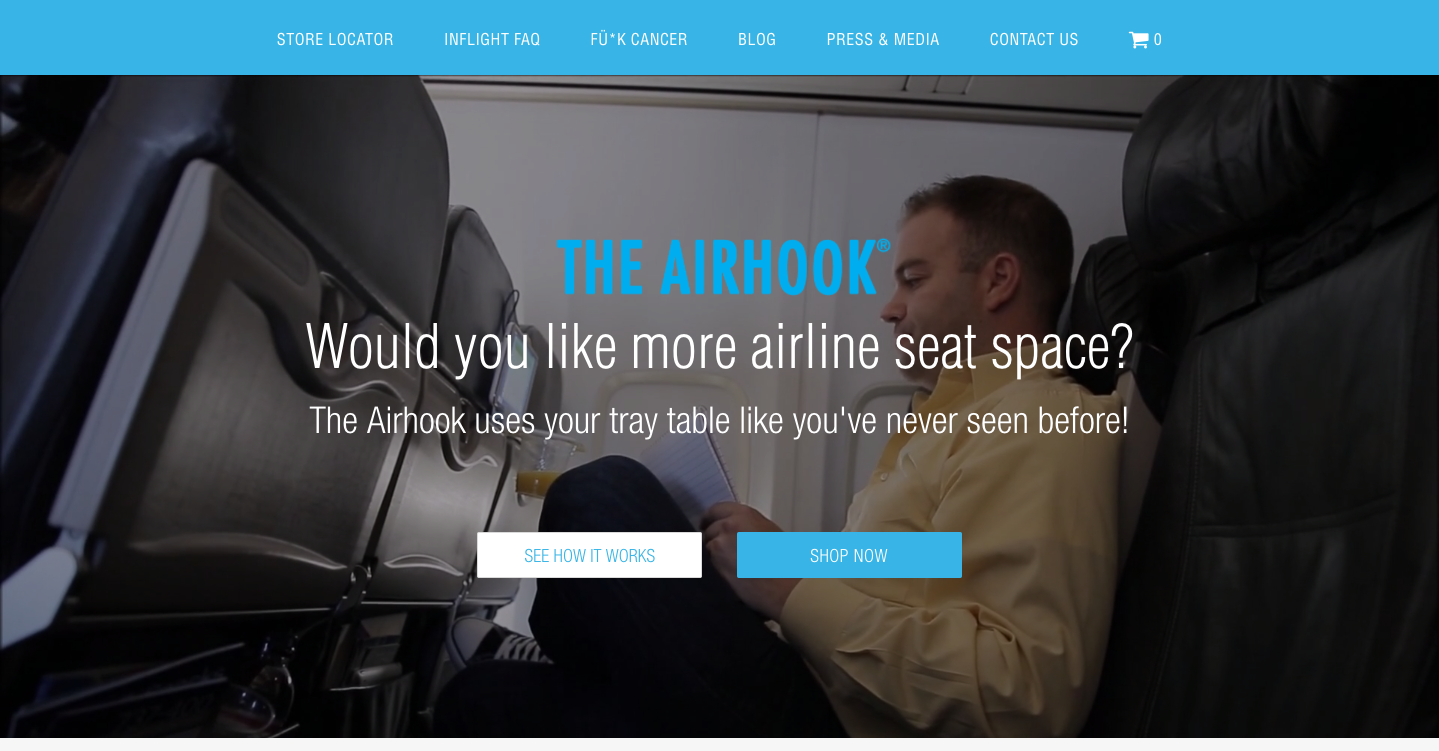 STORE LOCATOR INFLIGHT FAQ FÜ*K CANCER BLOG PRESS & MEDIA CONTACT US 0
THE AIRHOOK®
Would you like more airline seat space?
The Airhook uses your tray table like you've never seen before!
SEE HOW IT WORKS SHOP NOW